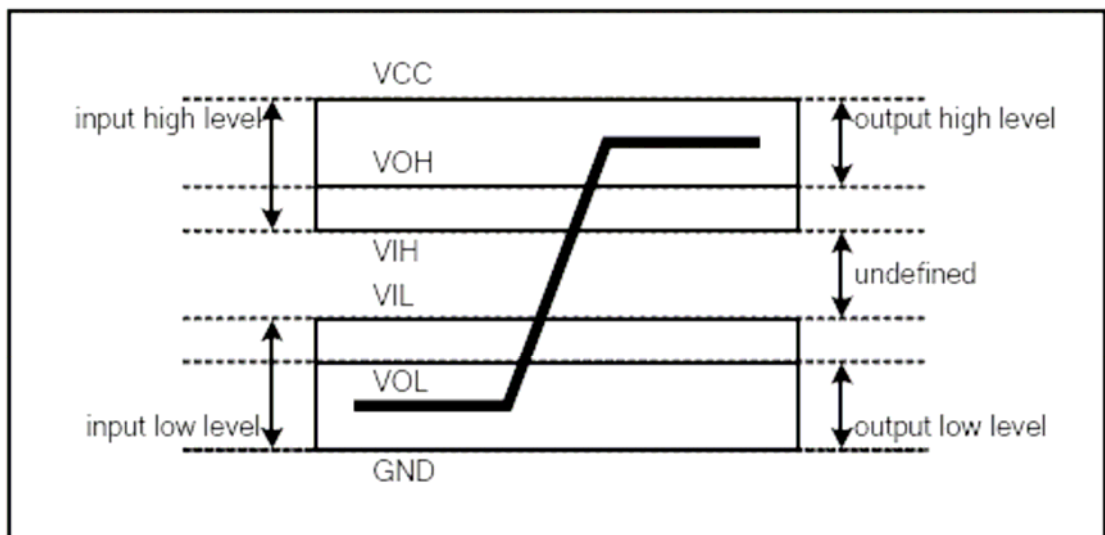 VCC
input high level
output high level
VOH
VIH
undefined
VIL
VOL
input low level
output low level
GND